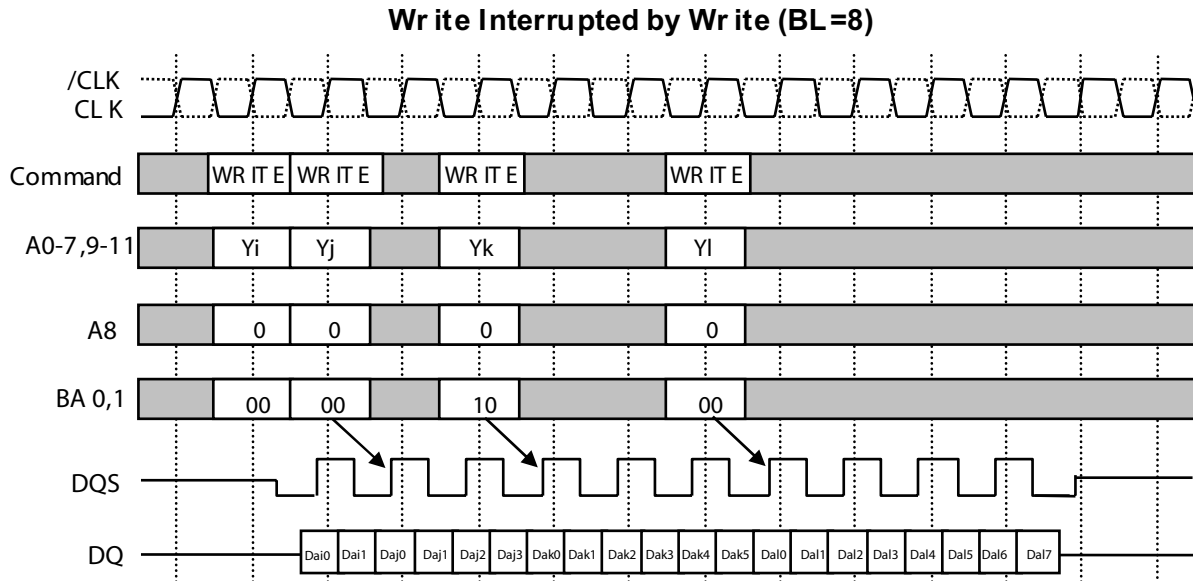 Write Interrupted by Write (BL=8)
/CLK
CLK
Command WRITE WRITE WRITE WRITE
A0-7,9-11 Yi Yj Yk Yl
A8 0 0 0 0
BA 0,1 00 00 10 00
DQS
DQ Dai0 Dai1 Daj0 Daj1 Daj2 Daj3 Dak0 Dak1 Dak2 Dak3 Dak4 Dak5 Dal0 Dal1 Dal2 Dal3 Dal4 Dal5 Dal6 Dal7